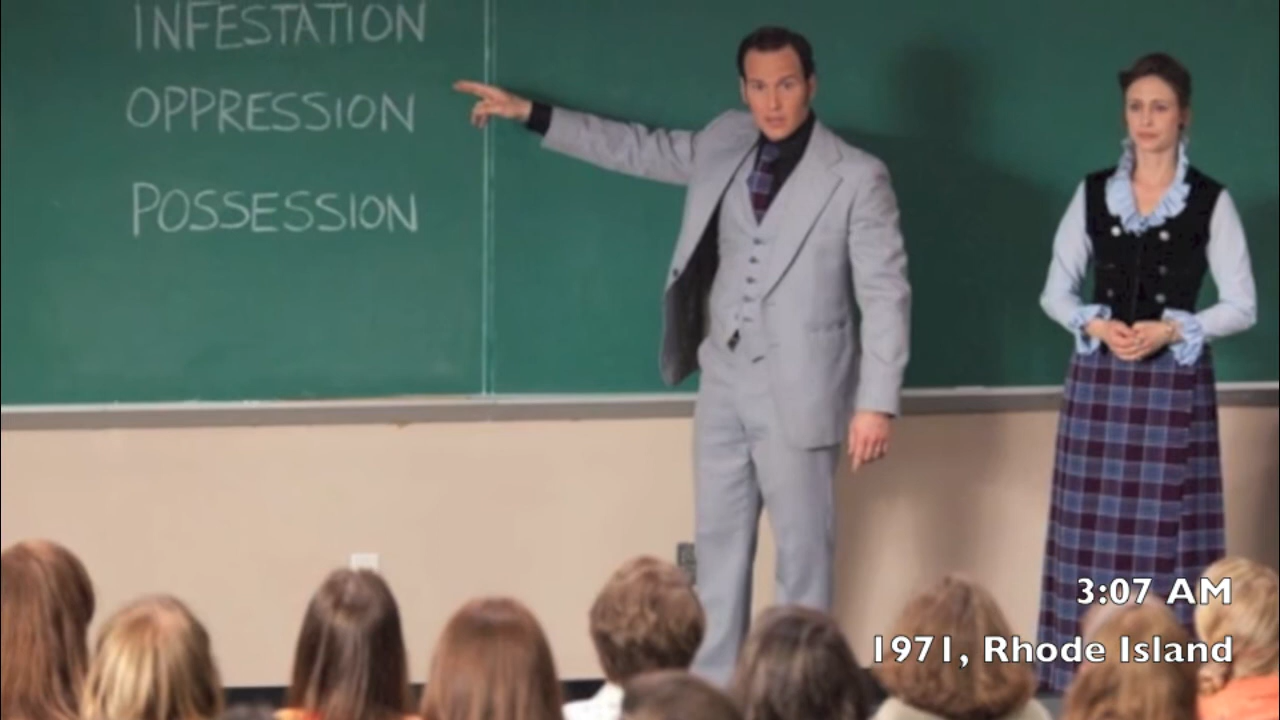 INFESTATION
OPPRESSION
POSSESSION
3:07 AM
1971, Rhode Island